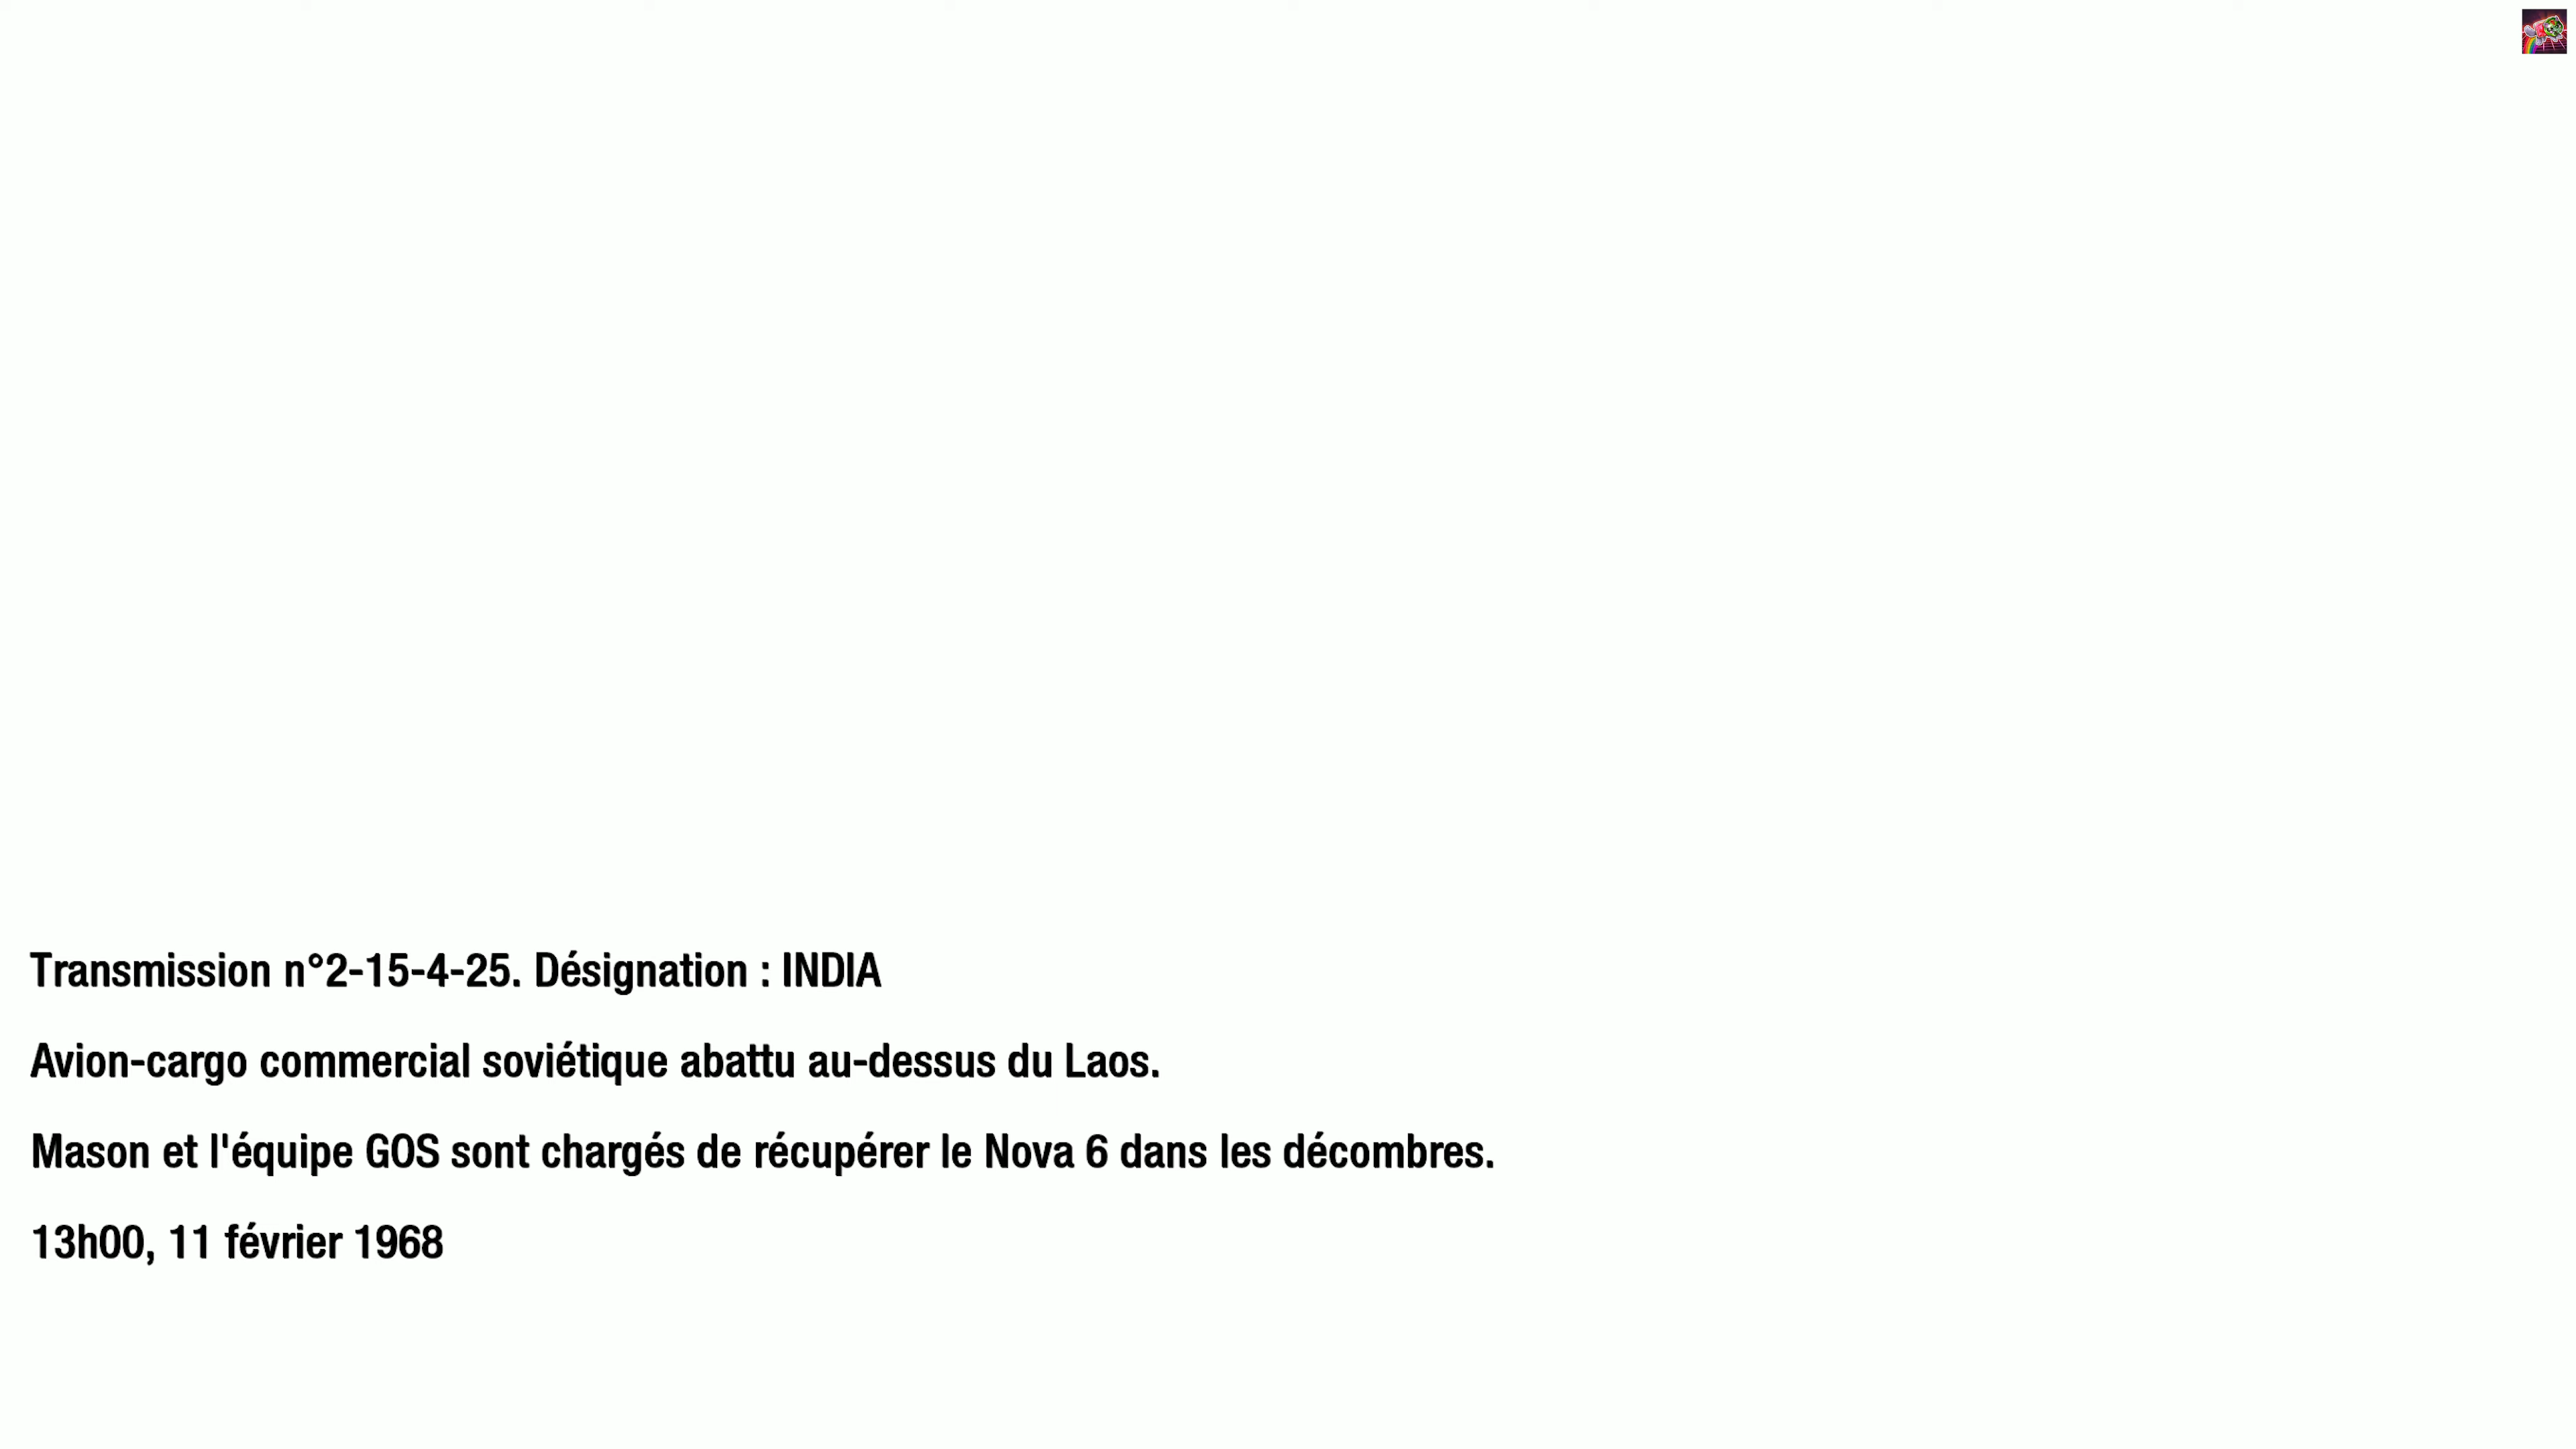 Transmission n°2-15-4-25. Désignation : INDIA
Avion-cargo commercial soviétique abattu au-dessus du Laos.
Mason et l'équipe GOS sont chargés de récupérer le Nova 6 dans les décombres.
13h00, 11 février 1968